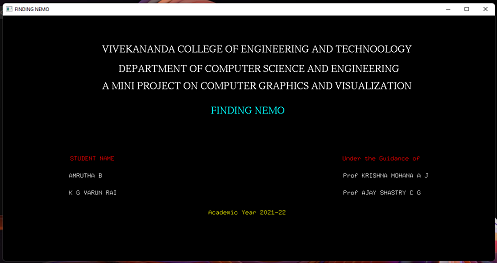 FINDING NEMO
VIVEKANANDA COLLEGE OF ENGINEERING AND TECHNOOLOGY
DEPARTMENT OF COMPUTER SCIENCE AND ENGINEERING
A MINI PROJECT ON COMPUTER GRAPHICS AND VISUALIZATION
FINDING NEMO
STUDENT NAME
Under the Guidance of
AMRUTHA B
Prof KRISHNA MOHANA A J
K G VARUN RAI
Prof AJAY SHASTRY C G
Academic Year 2021-22